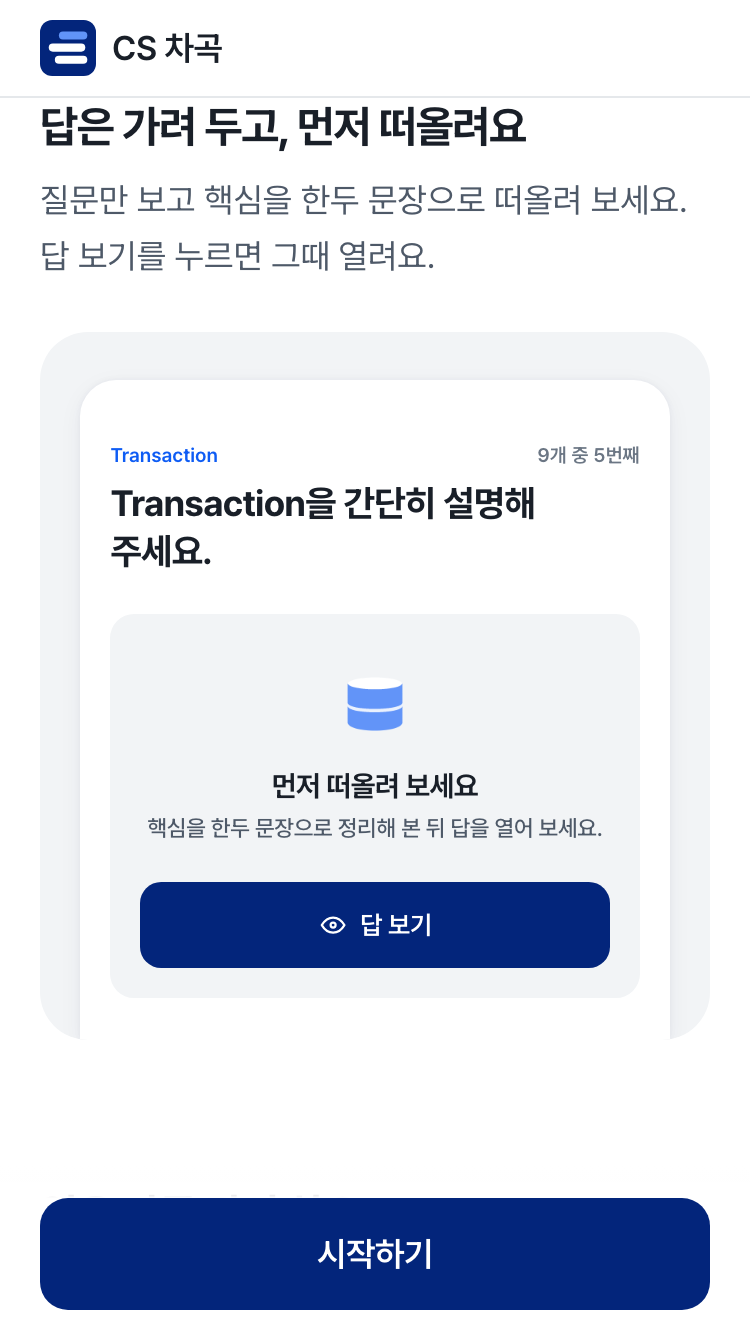 CS 차곡
답은 가려 두고, 먼저 떠올려요
질문만 보고 핵심을 한두 문장으로 떠올려 보세요.
답 보기를 누르면 그때 열려요.
Transaction
9개 중 5번째
Transaction을 간단히 설명해
주세요.
먼저 떠올려 보세요
핵심을 한두 문장으로 정리해 본 뒤 답을 열어 보세요.
답 보기
시작하기